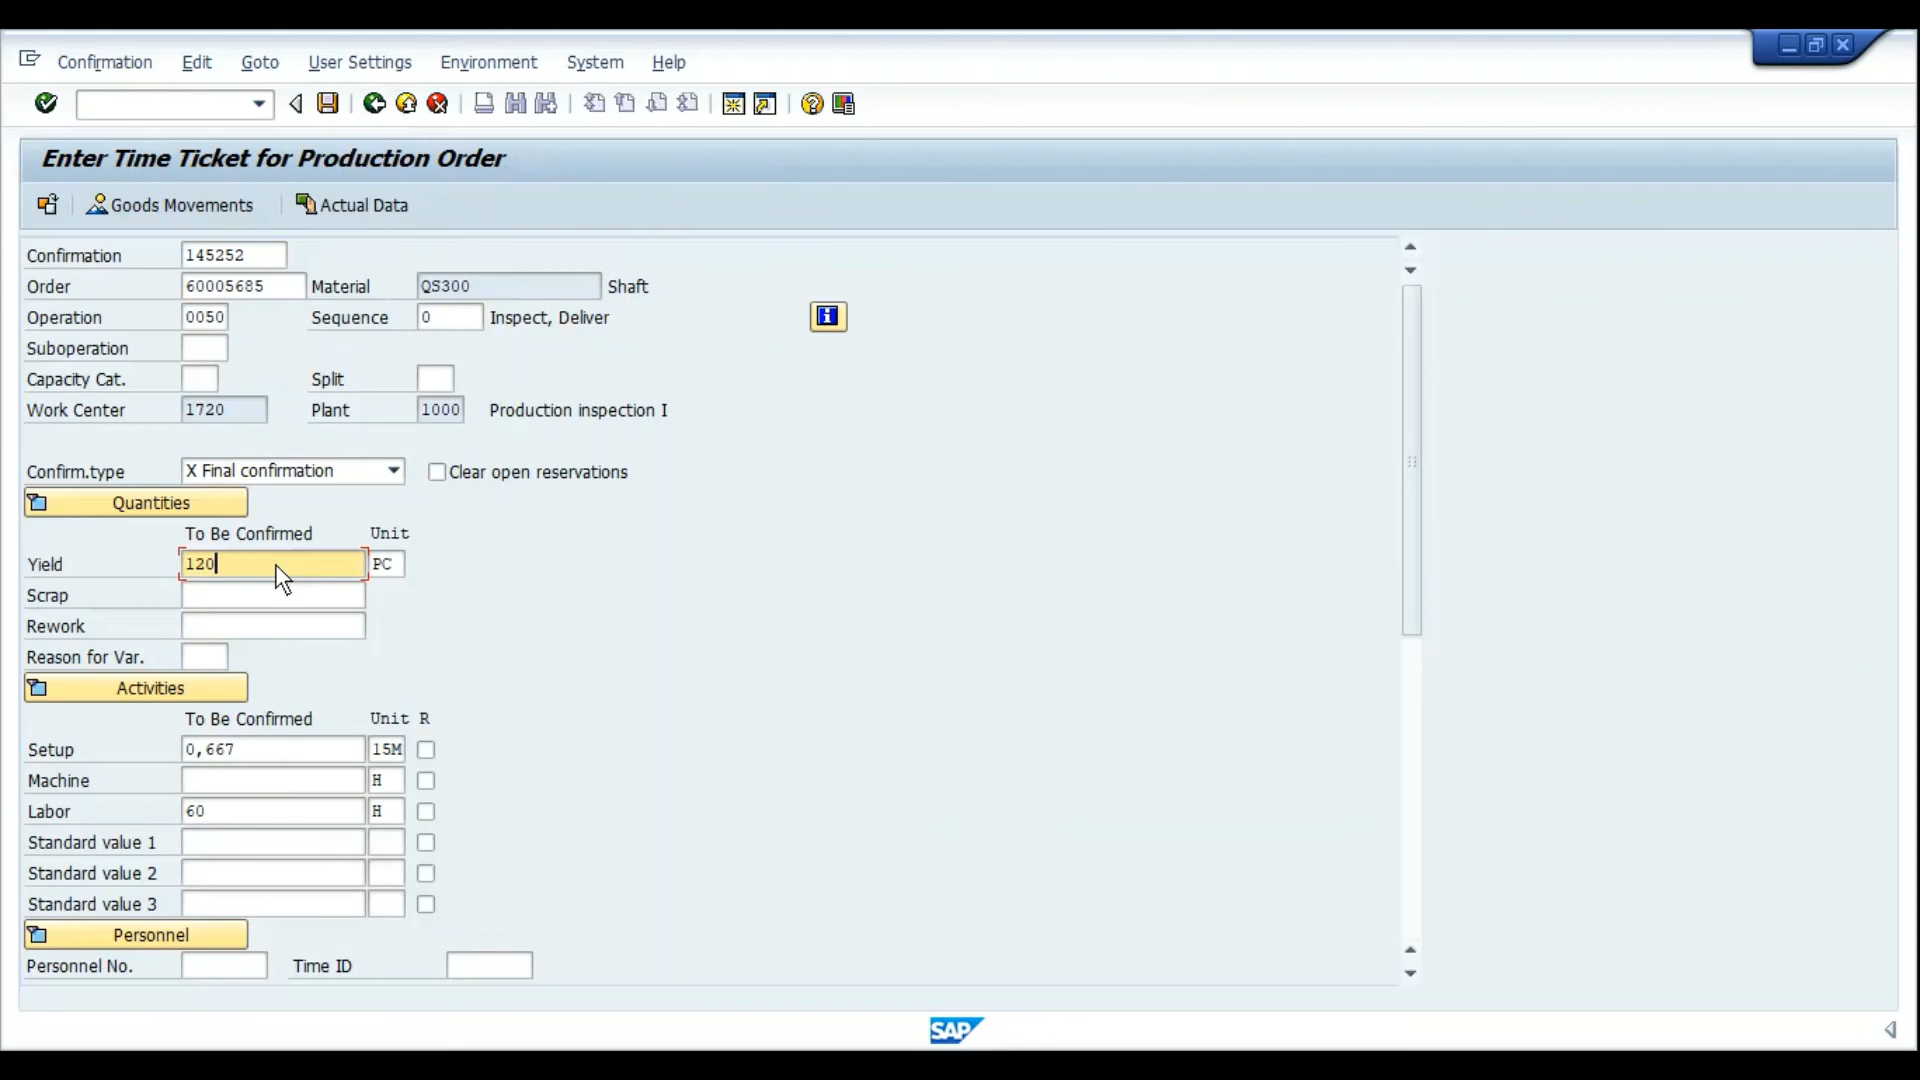 Confirmation Edit Goto User Settings Environment System Help
Enter Time Ticket for Production Order
Goods Movements Actual Data
Confirmation 145252
Order 60005685 Material QS300 Shaft
Operation 0050 Sequence 0 Inspect, Deliver
Suboperation
Capacity Cat. Split
Work Center 1720 Plant 1000 Production inspection I
Confirm.type X Final confirmation Clear open reservations
Quantities
To Be Confirmed Unit
Yield 120 PC
Scrap
Rework
Reason for Var.
Activities
To Be Confirmed Unit R
Setup 0,667 15M
Machine H
Labor 60 H
Standard value 1
Standard value 2
Standard value 3
Personnel
Personnel No. Time ID
SAP